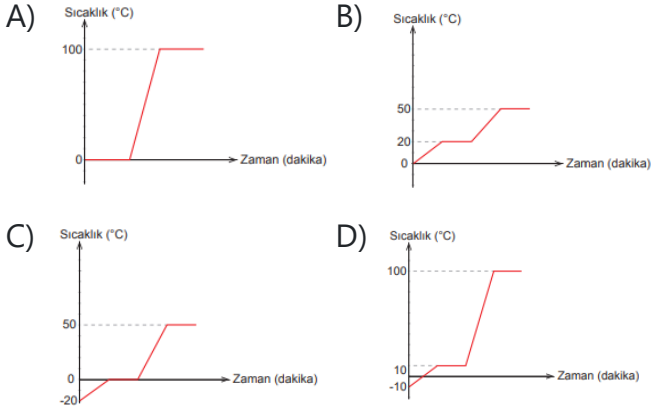 A)
Sıcaklık (°C)
100
0
Zaman (dakika)
B)
Sıcaklık (°C)
50
20
0
Zaman (dakika)
C)
Sıcaklık (°C)
50
0
-20
Zaman (dakika)
D)
Sıcaklık (°C)
100
10
-10
Zaman (dakika)